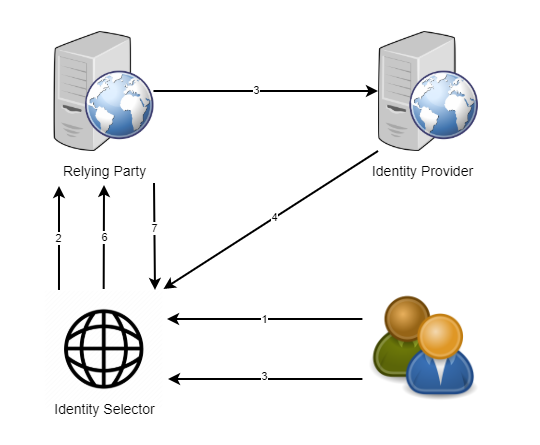 3
Relying Party
Identity Provider
4
2
6
7
1
3
Identity Selector